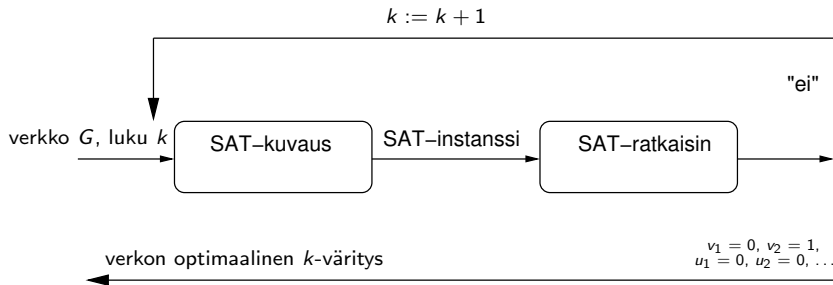 k := k + 1
"ei"
verkko G, luku k
SAT–kuvaus
SAT–instanssi
SAT–ratkaisin
verkon optimaalinen k-väritys
v₁ = 0, v₂ = 1,
u₁ = 0, u₂ = 0, …